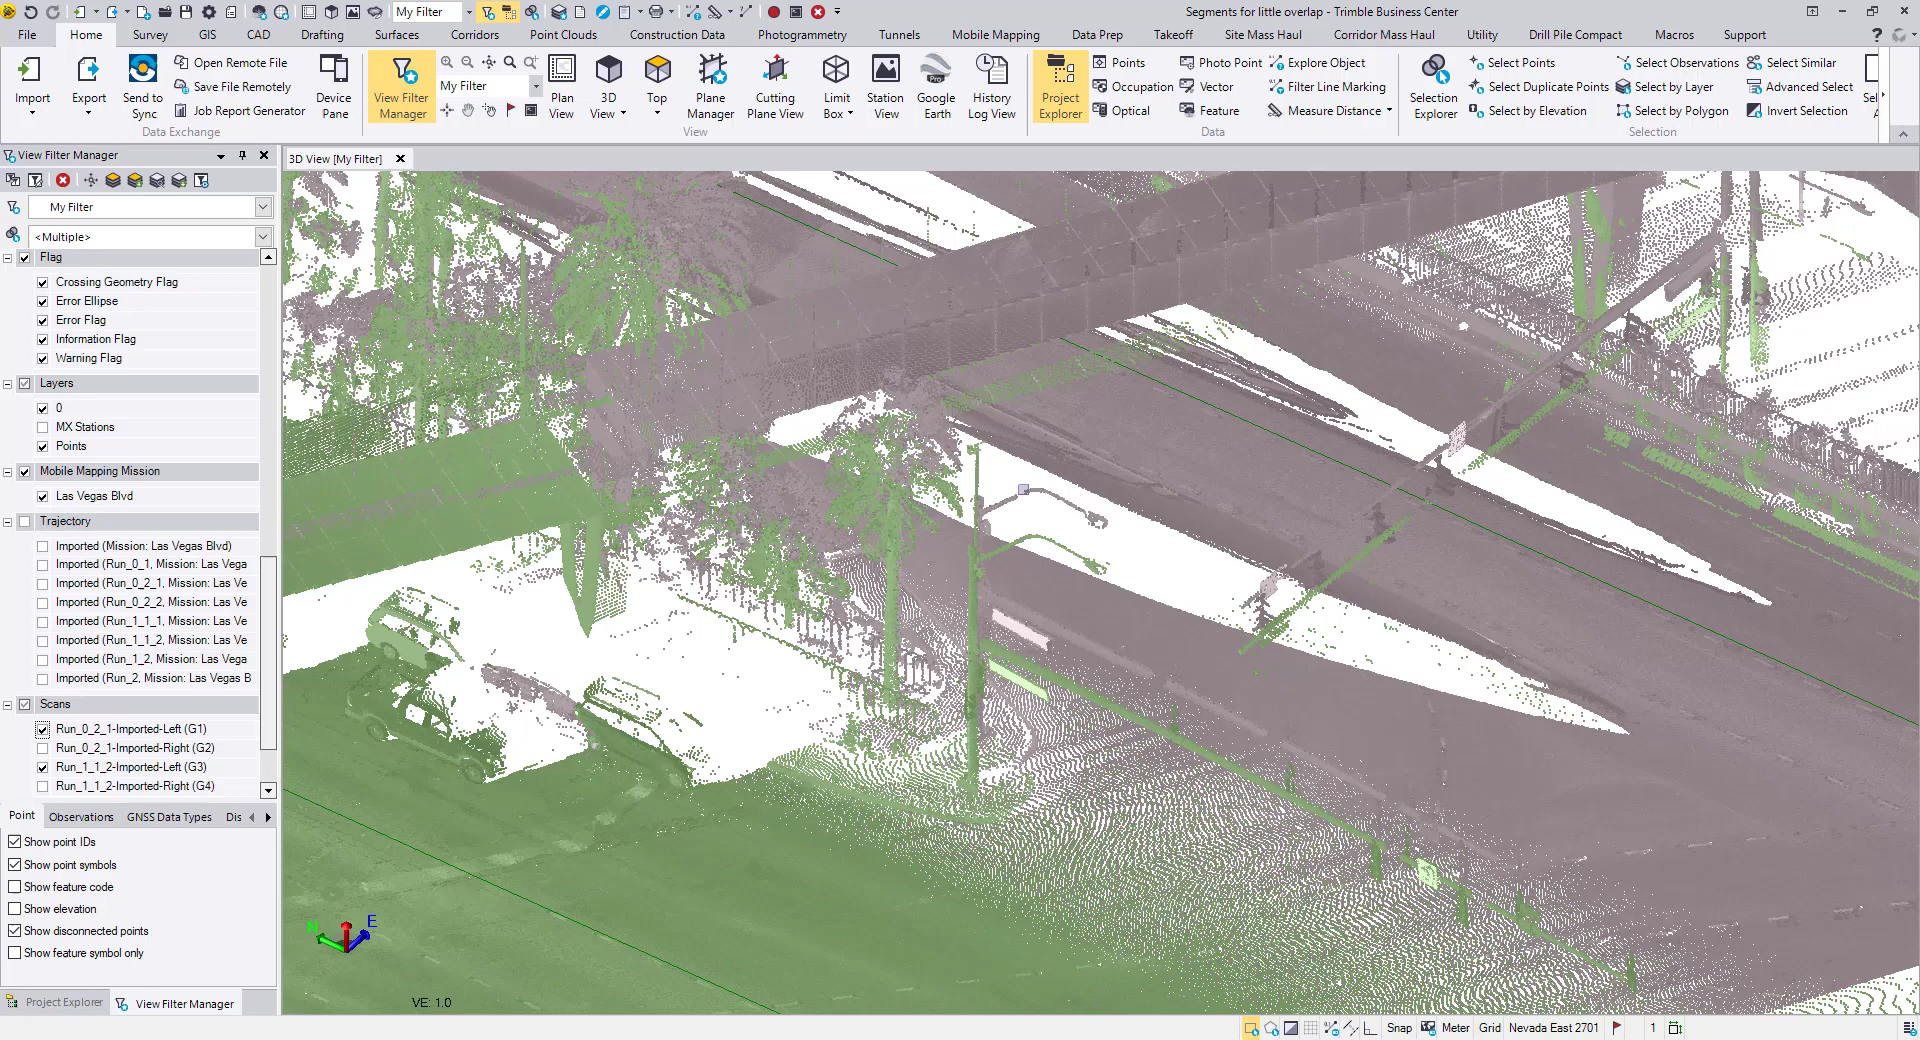 My Filter
Segments for little overlap - Trimble Business Center
File Home Survey GIS CAD Drafting Surfaces Corridors Point Clouds Construction Data Photogrammetry Tunnels Mobile Mapping Data Prep Takeoff Site Mass Haul Corridor Mass Haul Utility Drill Pile Compact Macros Support
Import
Export
Send to Sync
Open Remote File
Save File Remotely
Job Report Generator
Device Pane
Data Exchange
View Filter Manager
My Filter
Plan View
3D View
Top
Plane Manager
Cutting Plane View
Limit Box
Station View
Google Earth
History Log View
View
Project Explorer
Points
Occupation
Optical
Photo Point
Vector
Feature
Explore Object
Filter Line Marking
Measure Distance
Data
Selection Explorer
Select Points
Select Duplicate Points
Select by Elevation
Select Observations
Select by Layer
Select by Polygon
Select Similar
Advanced Select
Invert Selection
Sel
Selection
View Filter Manager
3D View [My Filter]
My Filter
<Multiple>
Flag
Crossing Geometry Flag
Error Ellipse
Error Flag
Information Flag
Warning Flag
Layers
0
MX Stations
Points
Mobile Mapping Mission
Las Vegas Blvd
Trajectory
Imported (Mission: Las Vegas Blvd)
Imported (Run_0_1, Mission: Las Vega
Imported (Run_0_2_1, Mission: Las Ve
Imported (Run_0_2_2, Mission: Las Ve
Imported (Run_1_1_1, Mission: Las Ve
Imported (Run_1_1_2, Mission: Las Ve
Imported (Run_1_2, Mission: Las Vega
Imported (Run_2, Mission: Las Vegas B
Scans
Run_0_2_1-Imported-Left (G1)
Run_0_2_1-Imported-Right (G2)
Run_1_1_2-Imported-Left (G3)
Run_1_1_2-Imported-Right (G4)
Point Observations GNSS Data Types Dis
Show point IDs
Show point symbols
Show feature code
Show elevation
Show disconnected points
Show feature symbol only
N E
VE: 1.0
Project Explorer View Filter Manager
Snap Meter Grid Nevada East 2701 1